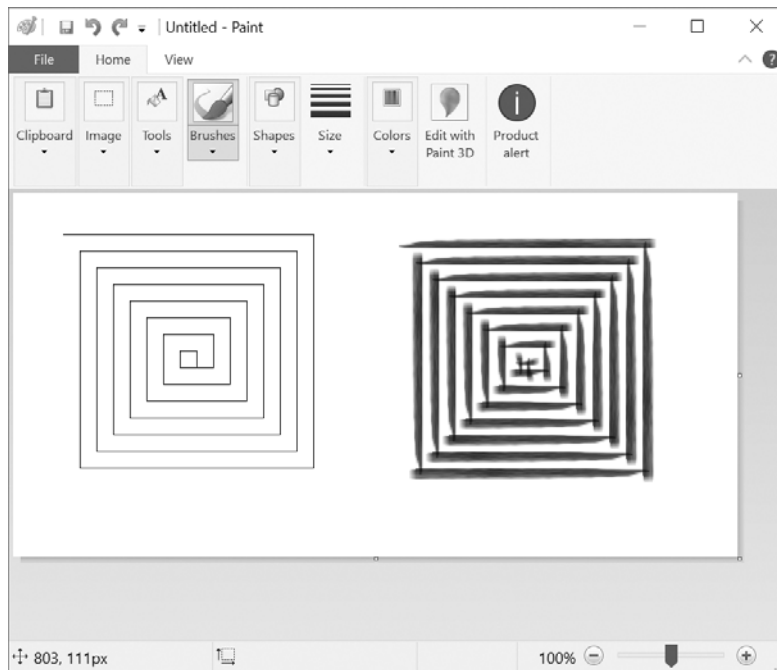 Untitled - Paint
File Home View
?
Clipboard Image Tools Brushes Shapes Size Colors Edit with Paint 3D Product alert
803, 111px 100%